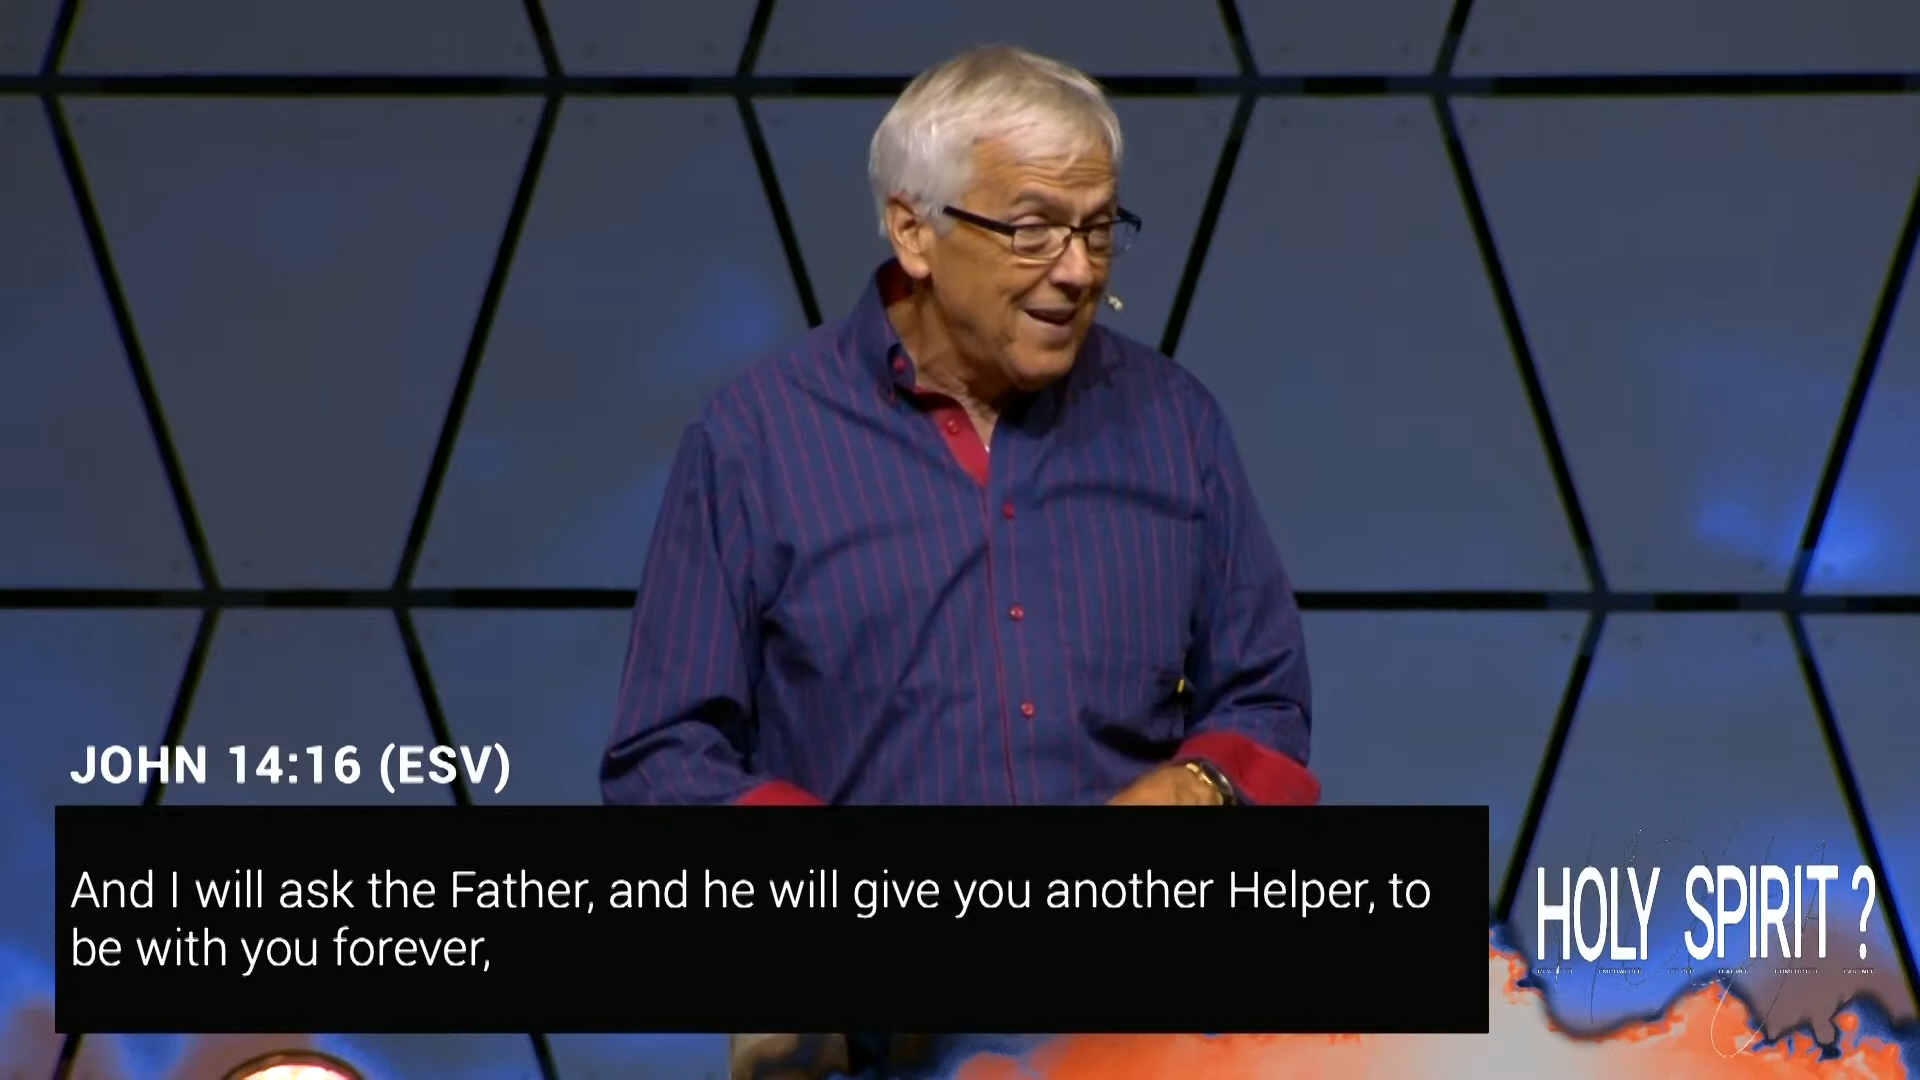 JOHN 14:16 (ESV)
And I will ask the Father, and he will give you another Helper, to
be with you forever,
HOLY SPIRIT?